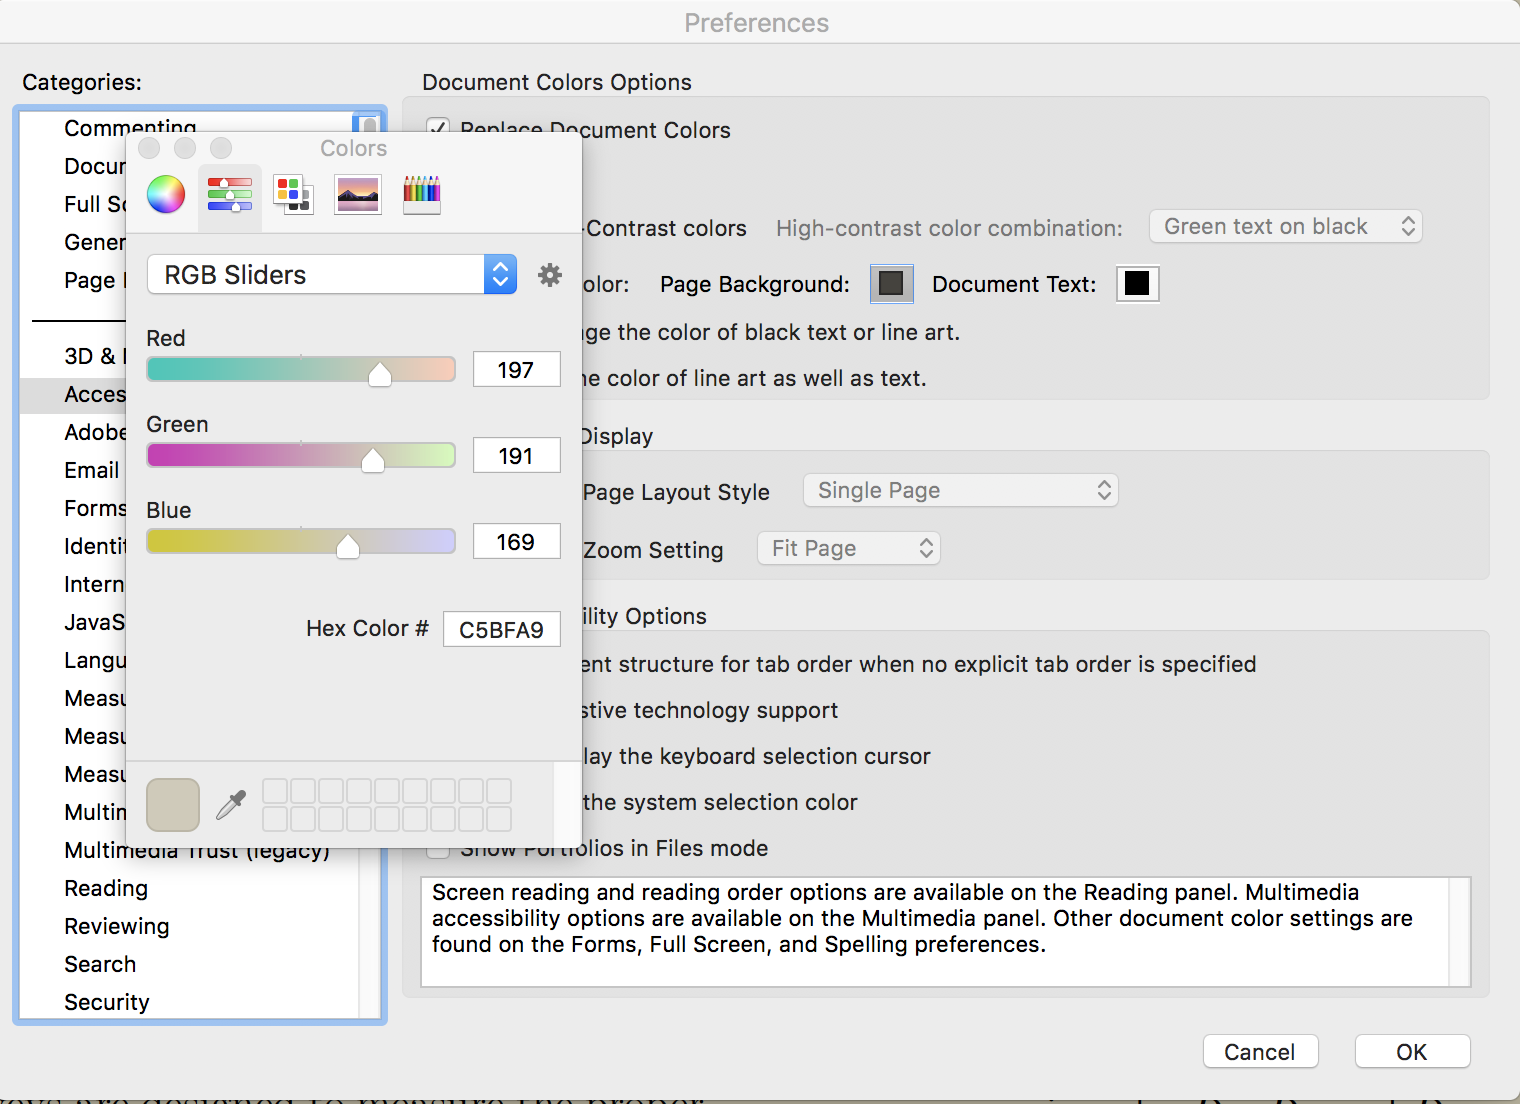 Preferences
Categories:
Commenting
Docum
Full Sc
Gener
Page
3D &
Acces
Adobe
Email
Forms
Identit
Intern
JavaS
Langu
Measu
Measu
Measu
Multin
Multimedia Trust (legacy)
Reading
Reviewing
Search
Security
Colors
RGB Sliders
Red
197
Green
191
Blue
169
Hex Color # C5BFA9
Document Colors Options
Replace Document Colors
-Contrast colors High-contrast color combination: Green text on black
olor: Page Background: Document Text:
ge the color of black text or line art.
e color of line art as well as text.
Display
Page Layout Style Single Page
Zoom Setting Fit Page
ility Options
ent structure for tab order when no explicit tab order is specified
stive technology support
lay the keyboard selection cursor
the system selection color
Show Portfolios in Files mode
Screen reading and reading order options are available on the Reading panel. Multimedia
accessibility options are available on the Multimedia panel. Other document color settings are
found on the Forms, Full Screen, and Spelling preferences.
Cancel OK
are designed to measure the proper